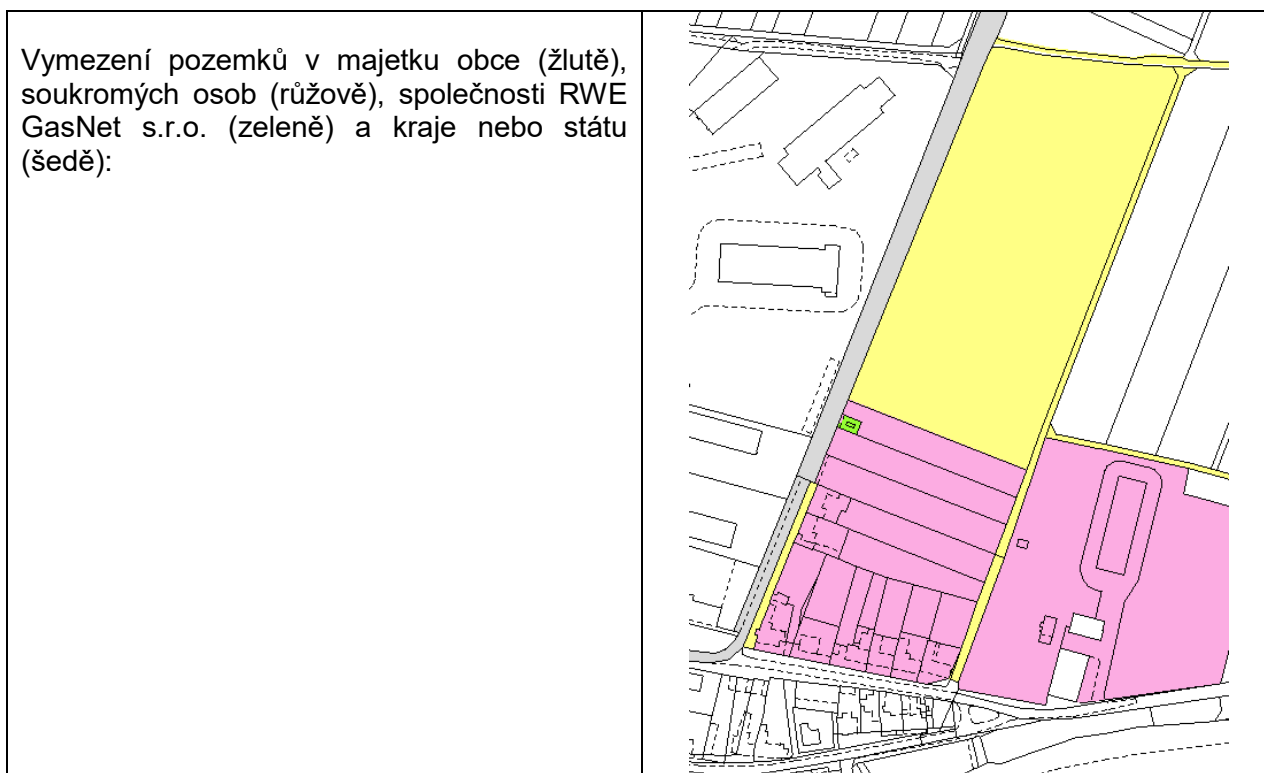 Vymezení pozemků v majetku obce (žlutě),
soukromých osob (růžově), společnosti RWE
GasNet s.r.o. (zeleně) a kraje nebo státu
(šedě):